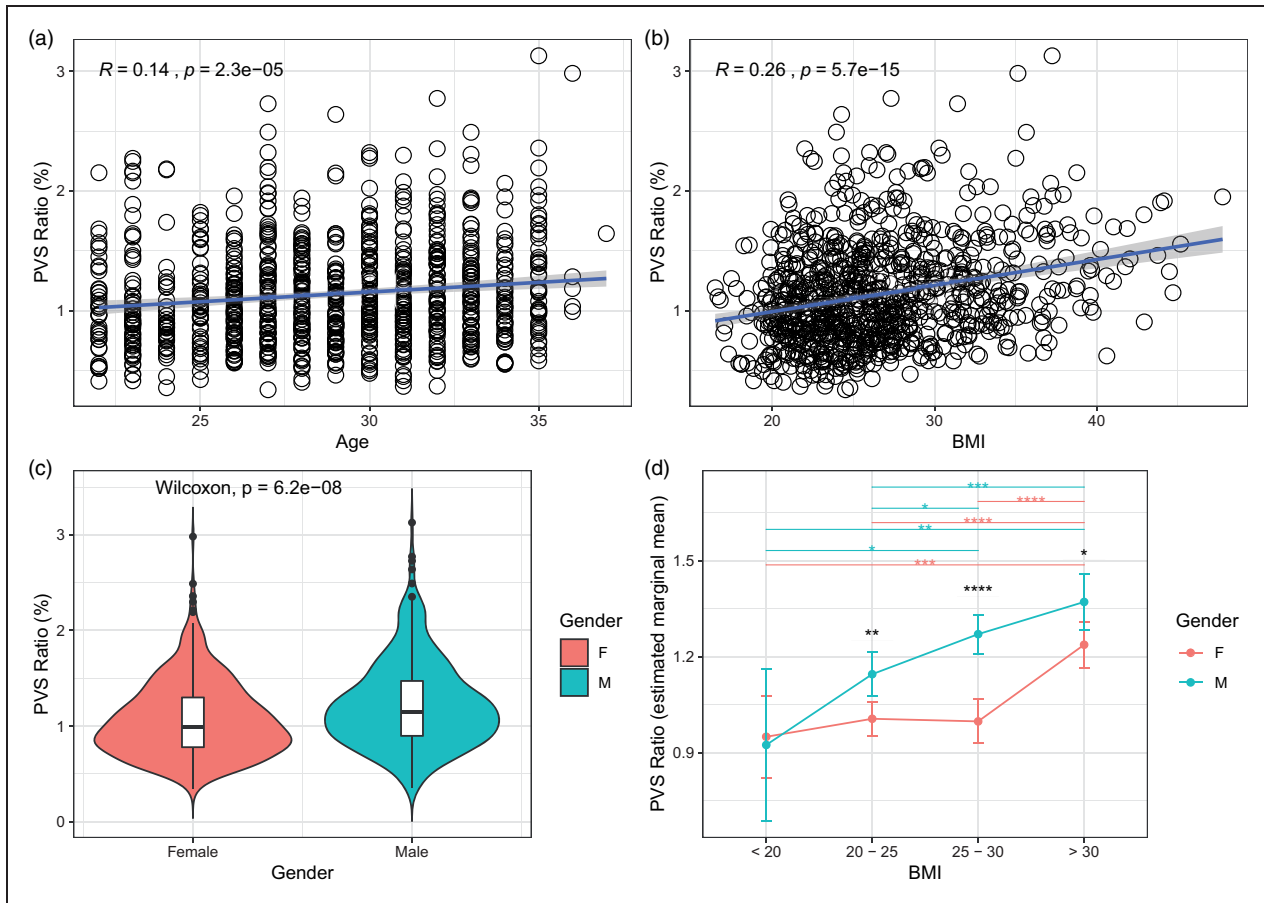 (a)
R = 0.14 , p = 2.3e−05
PVS Ratio (%)
3
2
1
25
30
35
Age
(b)
R = 0.26 , p = 5.7e−15
PVS Ratio (%)
3
2
1
20
30
40
BMI
(c)
Wilcoxon, p = 6.2e−08
PVS Ratio (%)
3
2
1
0
Female
Male
Gender
Gender
F
M
(d)
PVS Ratio (estimated marginal mean)
1.5
1.2
0.9
***
****
*
****
**
*
***
*
****
**
< 20
20 − 25
25 − 30
> 30
BMI
Gender
F
M